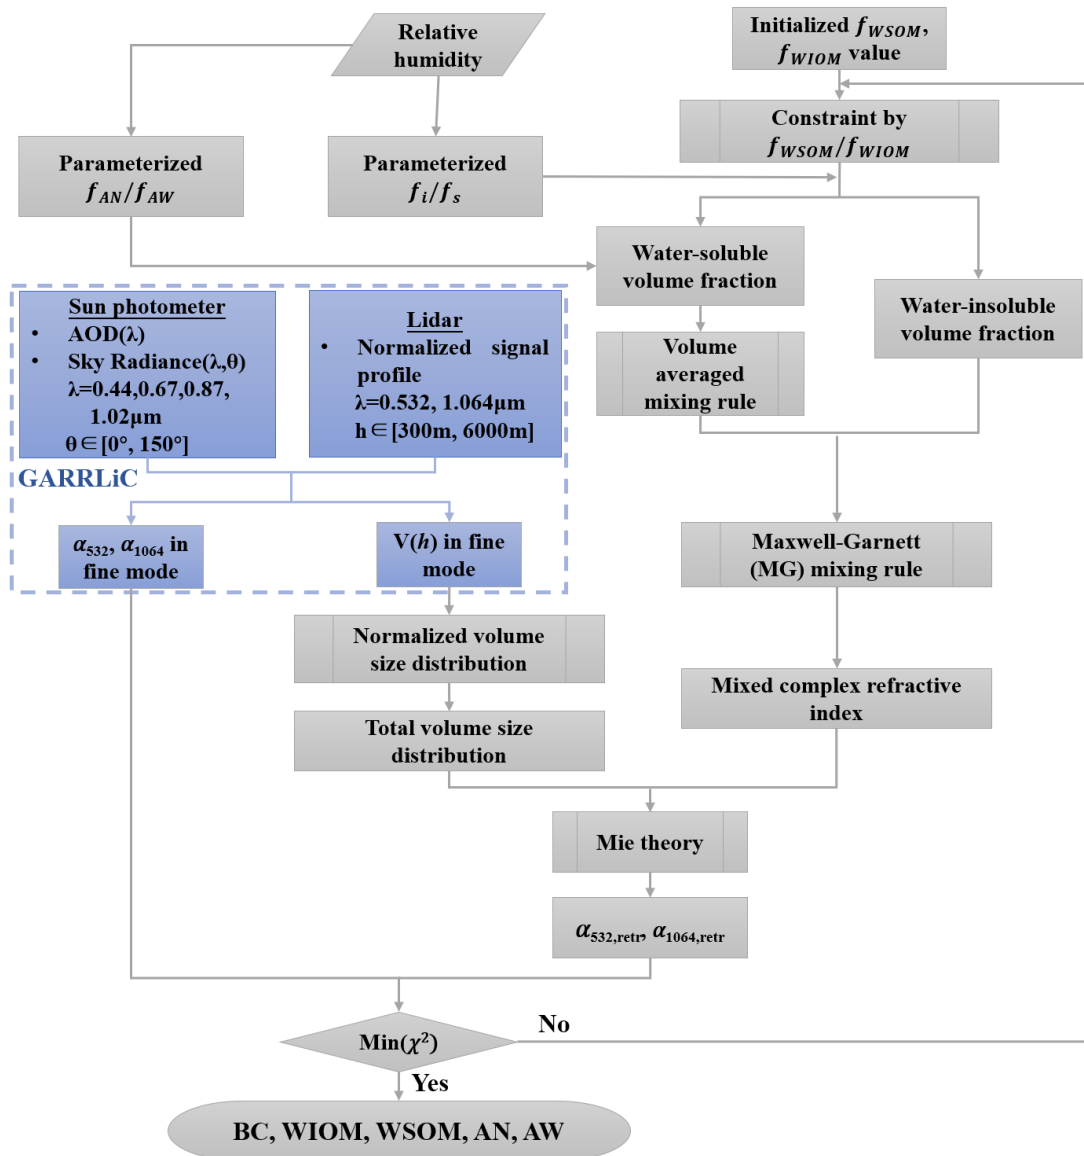 Relative
humidity
Initialized f_WSOM,
f_WIOM value
Constraint by
f_WSOM/f_WIOM
Parameterized
f_AN/f_AW
Parameterized
f_i/f_s
Water-soluble
volume fraction
Water-insoluble
volume fraction
Sun photometer
• AOD(λ)
• Sky Radiance(λ,θ)
λ=0.44,0.67,0.87,
1.02μm
θ∈[0°, 150°]
Lidar
• Normalized signal
profile
λ=0.532, 1.064μm
h∈[300m, 6000m]
Volume
averaged
mixing rule
GARRLiC
α₅₃₂, α₁₀₆₄ in
fine mode
V(h) in fine
mode
Maxwell-Garnett
(MG) mixing rule
Normalized volume
size distribution
Mixed complex refractive
index
Total volume size
distribution
Mie theory
α_532,retr, α_1064,retr
Min(χ²)
No
Yes
BC, WIOM, WSOM, AN, AW